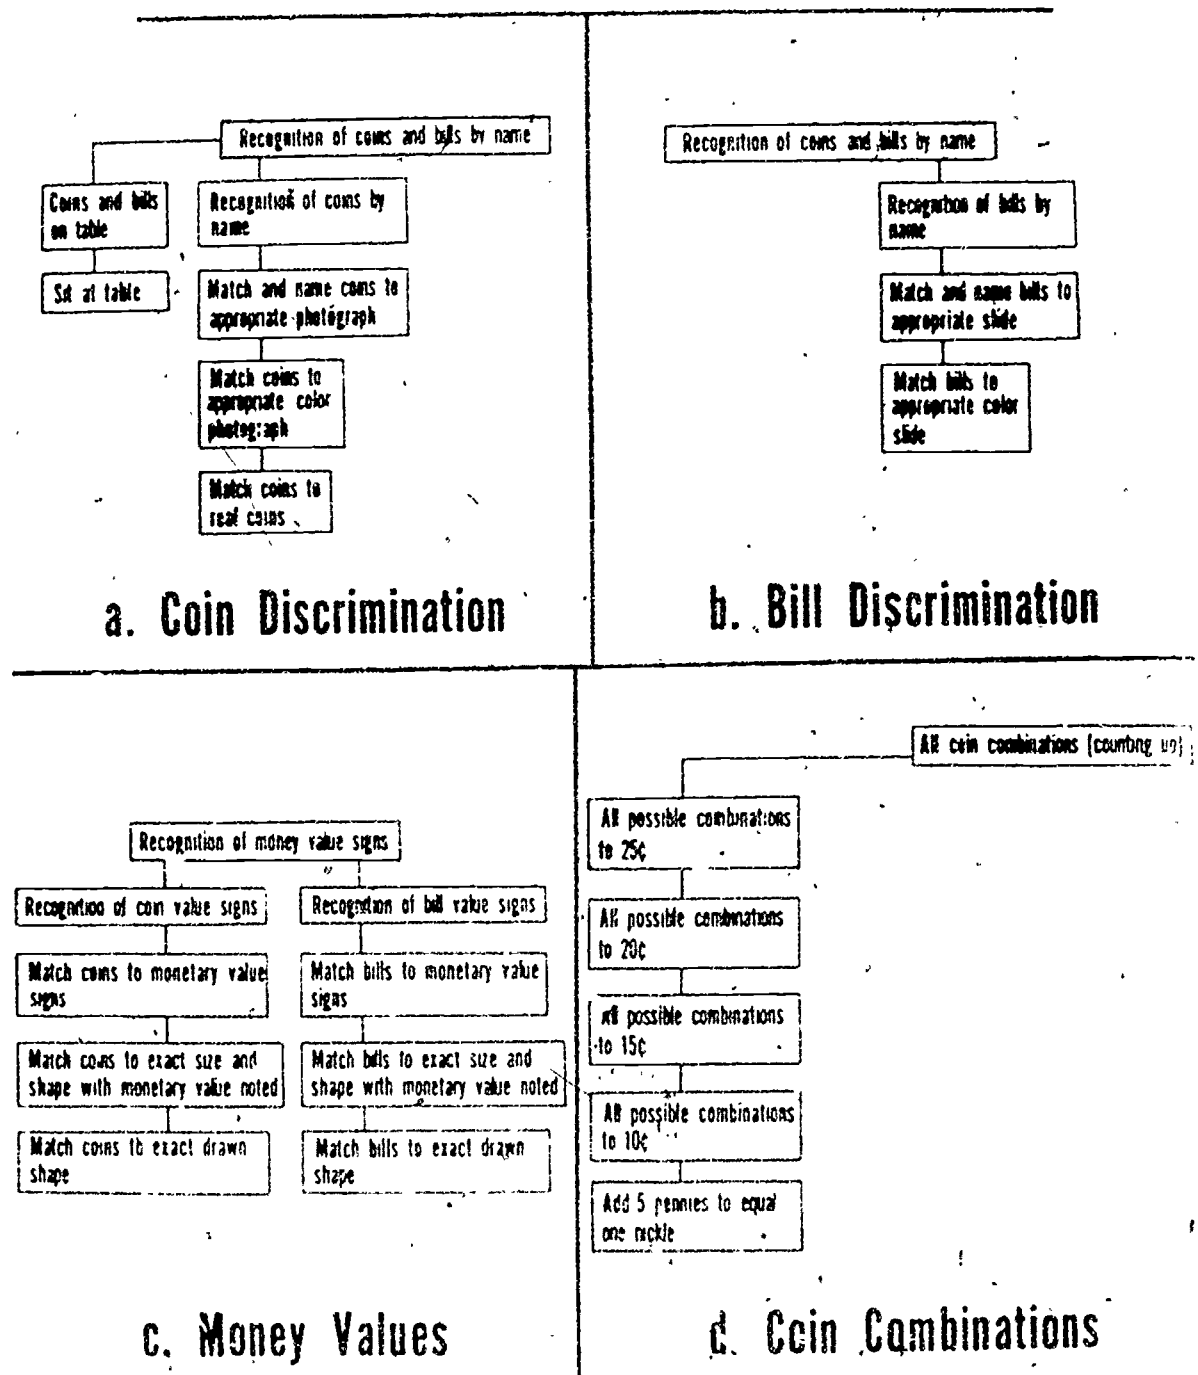 Recognition of coins and bills by name
Coins and bills
on table
Sit at table
Recognition of coins by
name
Match and name coins to
appropriate photograph
Match coins to
appropriate color
photograph
Match coins to
real coins
a. Coin Discrimination
Recognition of coins and bills by name
Recognition of bills by
name
Match and name bills to
appropriate slide
Match bills to
appropriate color
slide
b. Bill Discrimination
Recognition of money value signs
Recognition of coin value signs
Match coins to monetary value
signs
Match coins to exact size and
shape with monetary value noted
Match coins to exact drawn
shape
Recognition of bill value signs
Match bills to monetary value
signs
Match bills to exact size and
shape with monetary value noted
Match bills to exact drawn
shape
c. Money Values
All coin combinations (counting up)
All possible combinations
to 25¢
All possible combinations
to 20¢
All possible combinations
to 15¢
All possible combinations
to 10¢
Add 5 pennies to equal
one nickle
d. Coin Combinations